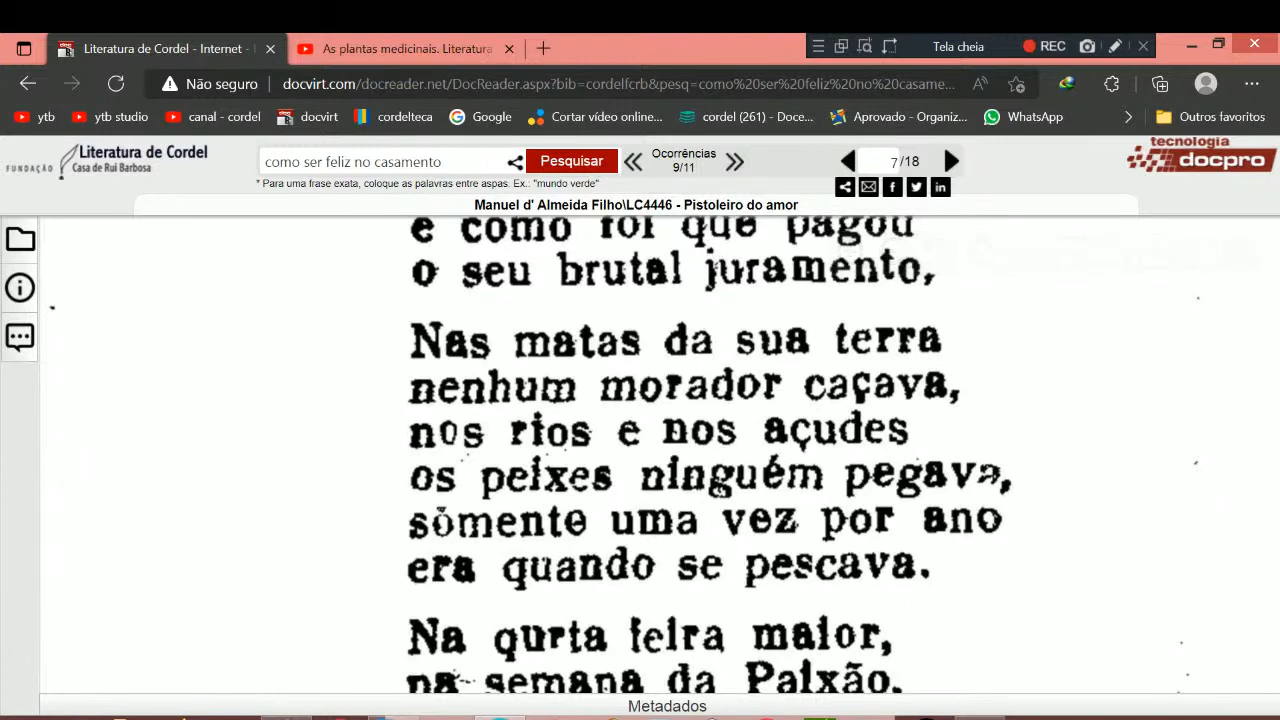 Literatura de Cordel - Internet -
As plantas medicinais. Literatura
Tela cheia
REC
Não seguro
docvirt.com/docreader.net/DocReader.aspx?bib=cordelfcrb&pesq=como%20ser%20feliz%20no%20casame...
ytb
ytb studio
canal - cordel
docvirt
cordelteca
Google
Cortar vídeo online...
cordel (261) - Doce...
Aprovado - Organiz...
WhatsApp
Outros favoritos
FUNDAÇÃO
Literatura de Cordel
Casa de Rui Barbosa
como ser feliz no casamento
Pesquisar
Ocorrências
9/11
7 /18
tecnologia
docpro
* Para uma frase exata, coloque as palavras entre aspas. Ex.: "mundo verde"
Manuel d' Almeida Filho\LC4446 - Pistoleiro do amor
e como foi que pagou
o seu brutal juramento,
Nas matas da sua terra
nenhum morador caçava,
nos rios e nos açudes
os peixes ninguém pegava,
sòmente uma vez por ano
era quando se pescava.
Na qurta feira maior,
na semana da Paixão,
Metadados